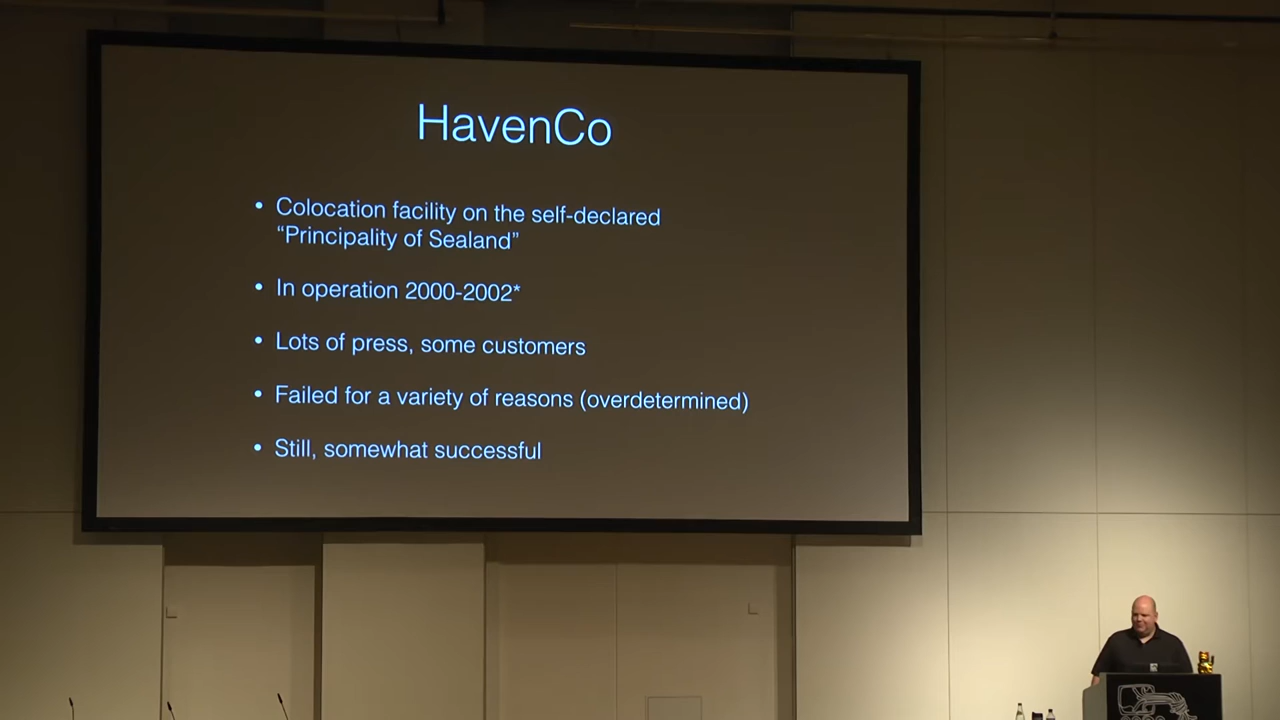 HavenCo
• Colocation facility on the self-declared
“Principality of Sealand”
• In operation 2000-2002*
• Lots of press, some customers
• Failed for a variety of reasons (overdetermined)
• Still, somewhat successful